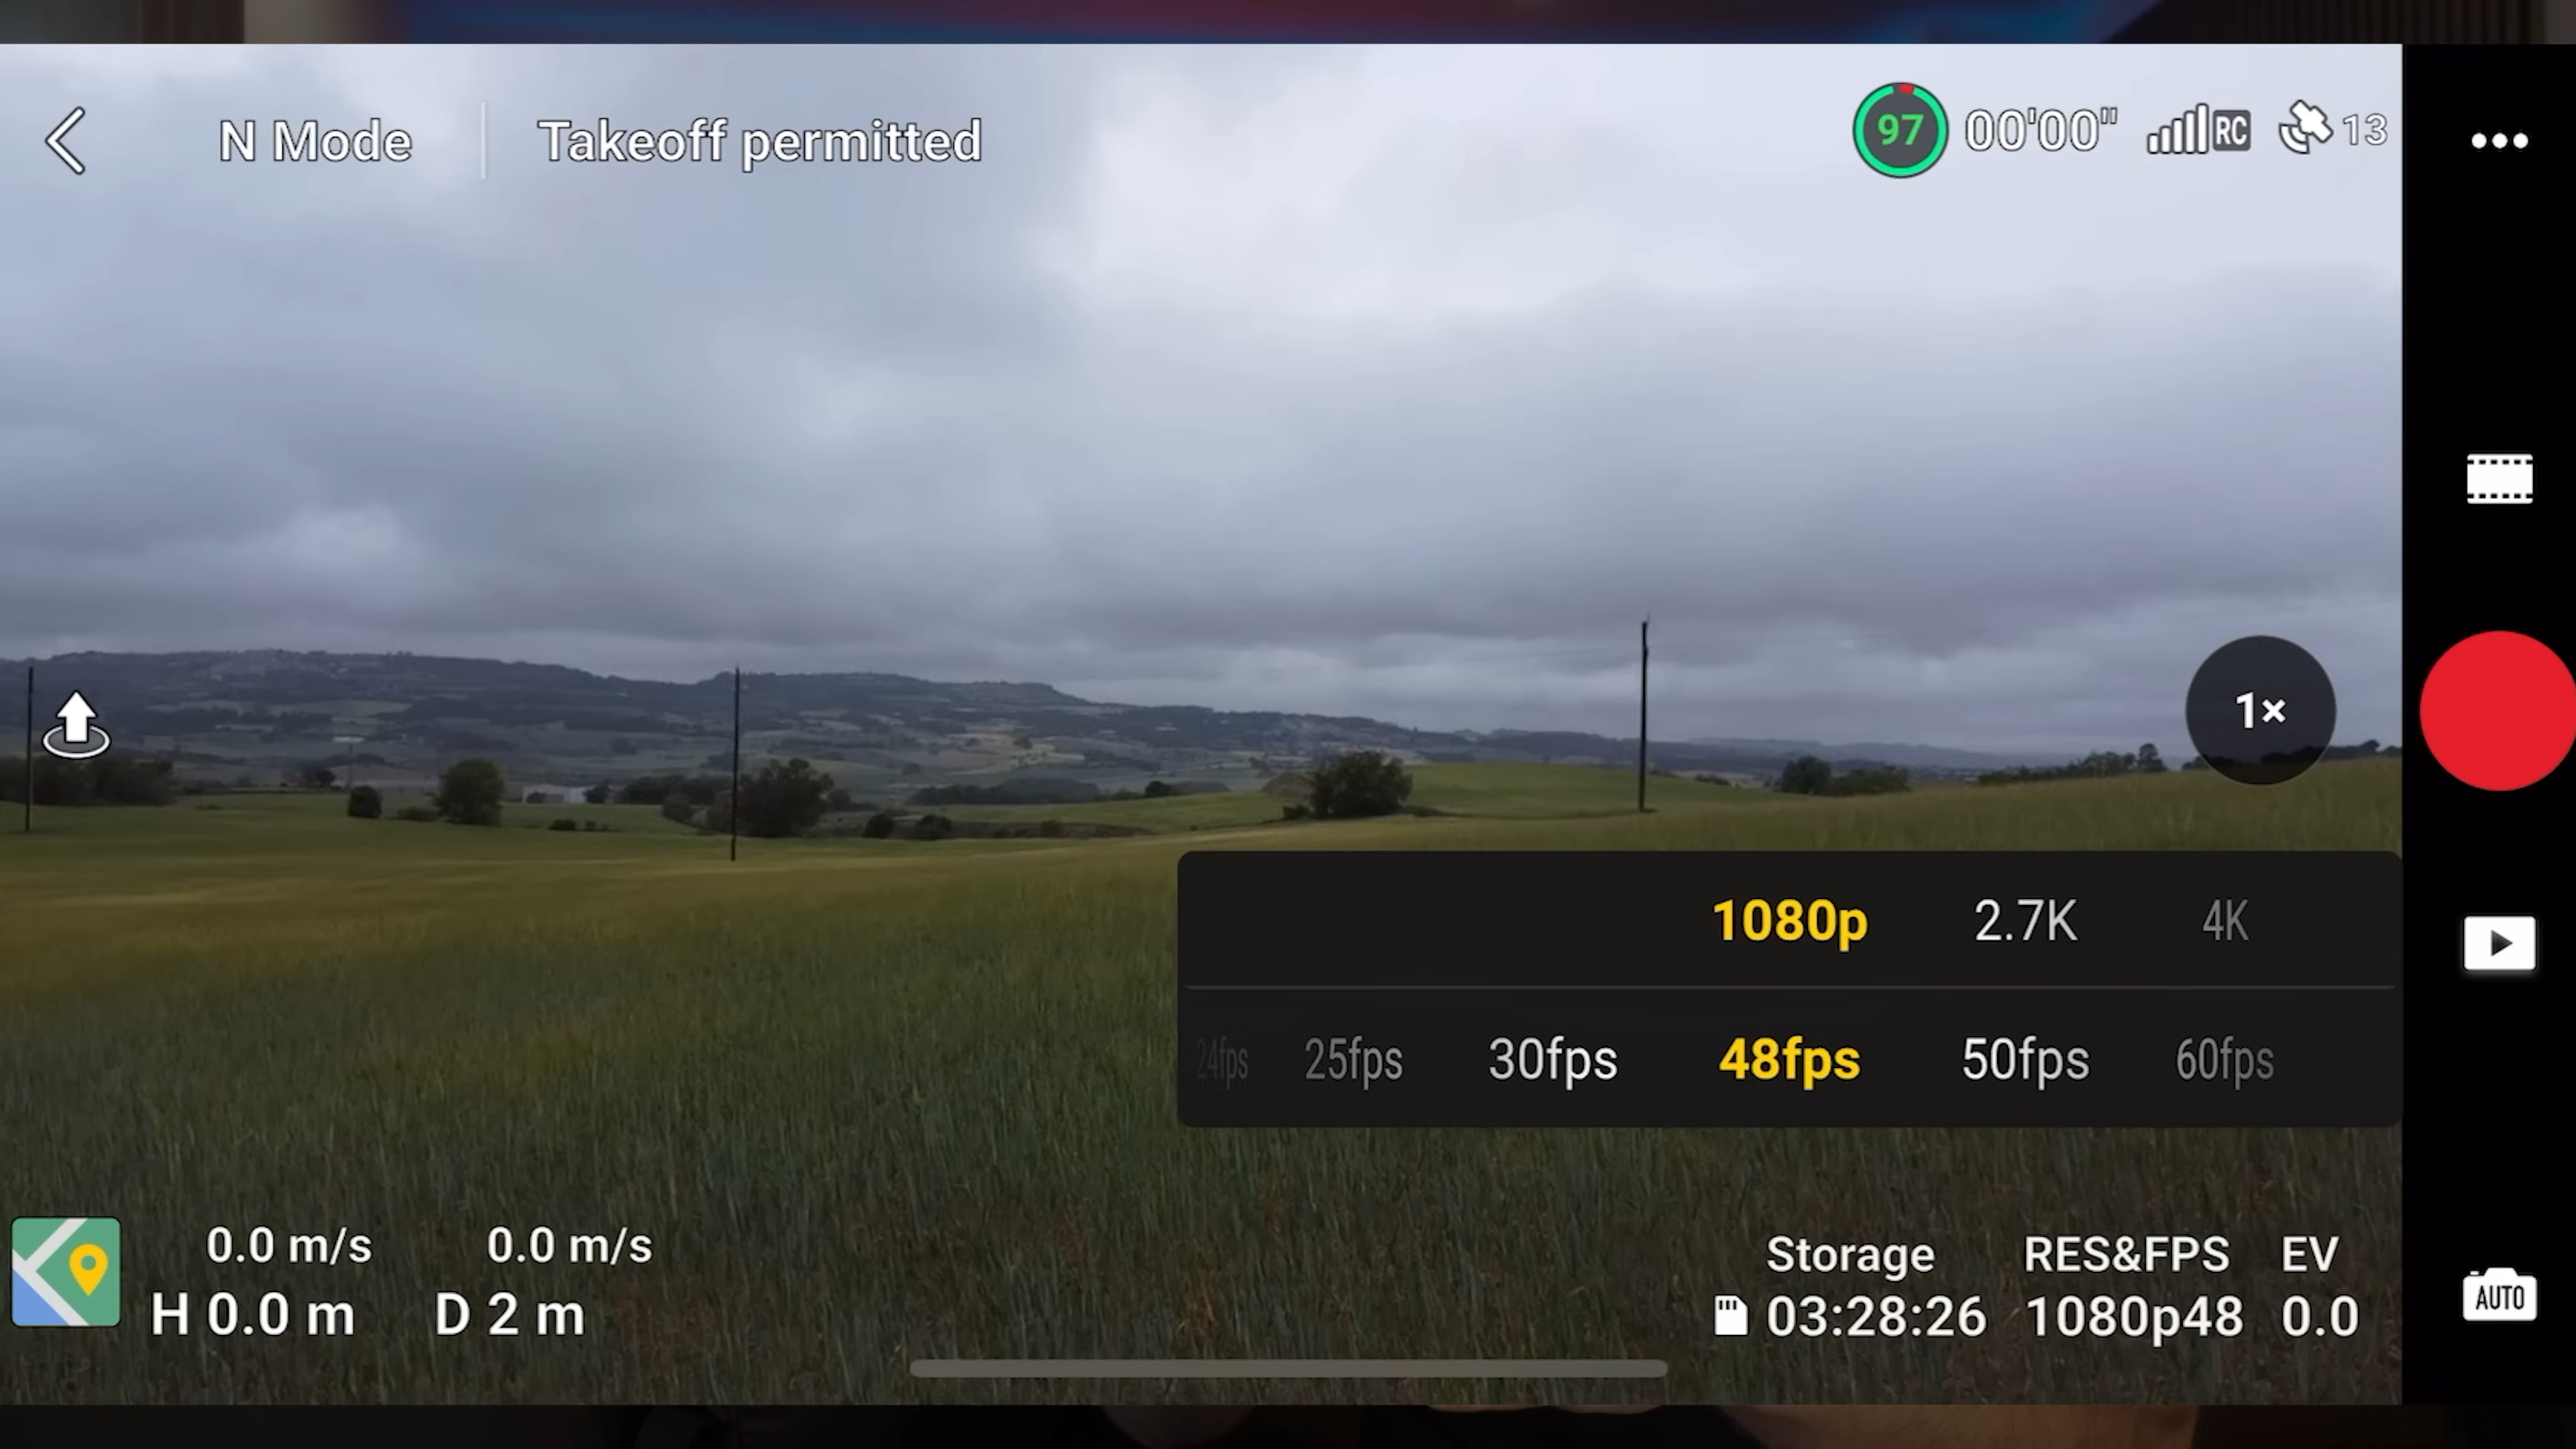 N Mode
Takeoff permitted
97
00'00"
RC
13
1×
1080p 2.7K 4K
24fps 25fps 30fps 48fps 50fps 60fps
0.0 m/s 0.0 m/s
H 0.0 m D 2 m
Storage RES&FPS EV
03:28:26 1080p48 0.0
AUTO